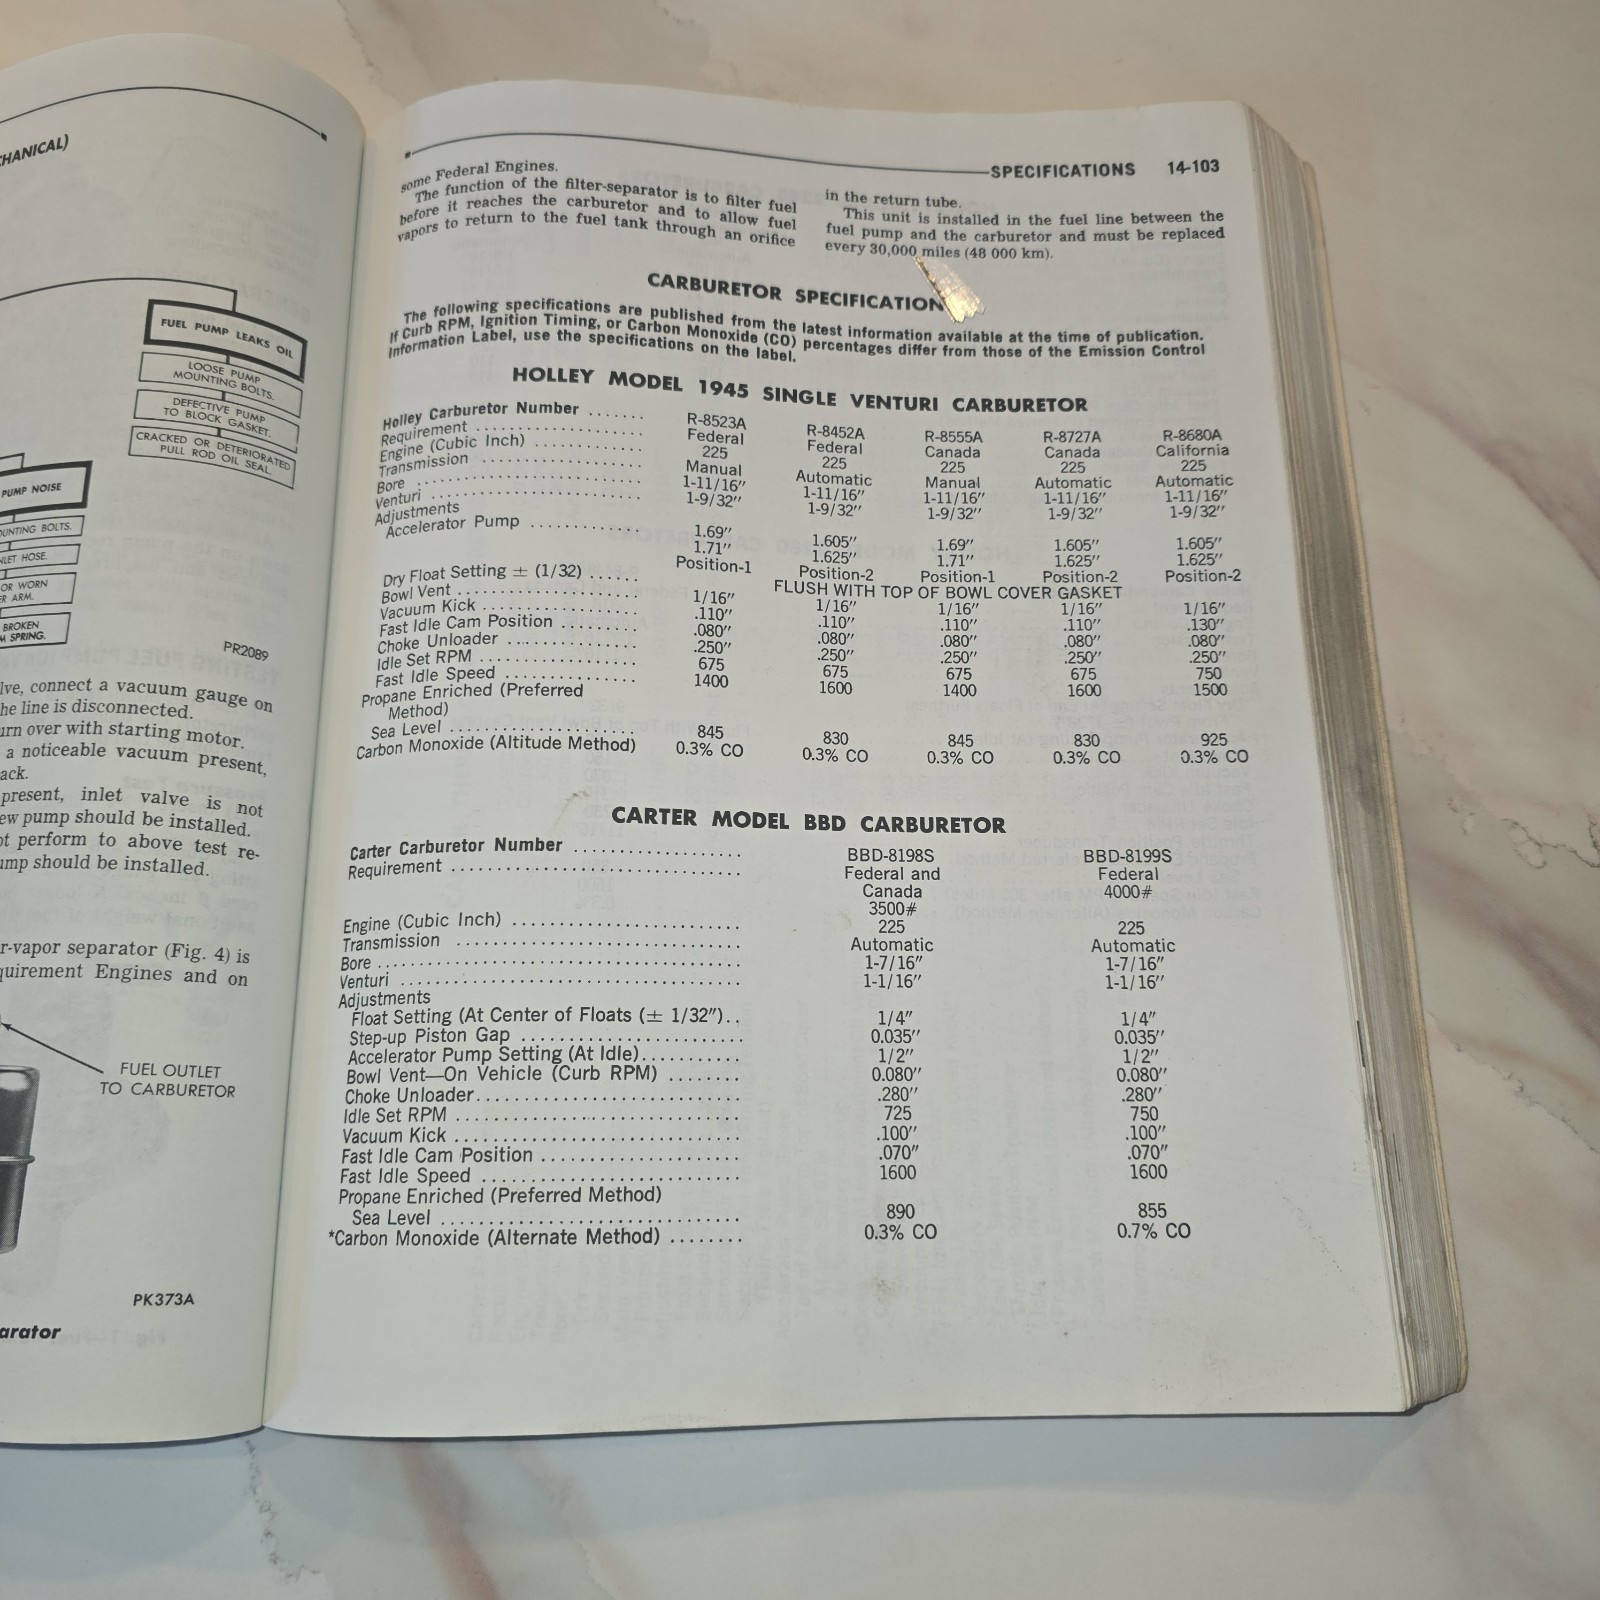 CHANICAL)
FUEL PUMP LEAKS OIL
LOOSE PUMP
MOUNTING BOLTS.
DEFECTIVE PUMP
TO BLOCK GASKET.
CRACKED OR DETERIORATED
PULL ROD OIL SEAL.
PUMP NOISE
UNTING BOLTS.
LET HOSE.
OR WORN
ER ARM.
BROKEN
M SPRING.
PR2089
lve, connect a vacuum gauge on
he line is disconnected.
urn over with starting motor.
a noticeable vacuum present,
ack.
present, inlet valve is not
ew pump should be installed.
ot perform to above test re-
ump should be installed.
r-vapor separator (Fig. 4) is
quirement Engines and on
FUEL OUTLET
TO CARBURETOR
PK373A
arator
SPECIFICATIONS 14-103
some Federal Engines.
The function of the filter-separator is to filter fuel
before it reaches the carburetor and to allow fuel
vapors to return to the fuel tank through an orifice
in the return tube.
This unit is installed in the fuel line between the
fuel pump and the carburetor and must be replaced
every 30,000 miles (48 000 km).
CARBURETOR SPECIFICATION
The following specifications are published from the latest information available at the time of publication.
If Curb RPM, Ignition Timing, or Carbon Monoxide (CO) percentages differ from those of the Emission Control
Information Label, use the specifications on the label.
HOLLEY MODEL 1945 SINGLE VENTURI CARBURETOR
Holley Carburetor Number ....... R-8523A R-8452A R-8555A R-8727A R-8680A
Requirement .................... Federal Federal Canada Canada California
Engine (Cubic Inch) ............. 225 225 225 225 225
Transmission ................... Manual Automatic Manual Automatic Automatic
Bore ........................... 1-11/16" 1-11/16" 1-11/16" 1-11/16" 1-11/16"
Venturi ......................... 1-9/32" 1-9/32" 1-9/32" 1-9/32" 1-9/32"
Adjustments
Accelerator Pump ............. 1.69" 1.605" 1.69" 1.605" 1.605"
1.71" 1.625" 1.71" 1.625" 1.625"
Position-1 Position-2 Position-1 Position-2 Position-2
Dry Float Setting ± (1/32) ...... FLUSH WITH TOP OF BOWL COVER GASKET
Bowl Vent ...................... 1/16" 1/16" 1/16" 1/16" 1/16"
Vacuum Kick ................... .110" .110" .110" .110" .130"
Fast Idle Cam Position ......... .080" .080" .080" .080" .080"
Choke Unloader ................ .250" .250" .250" .250" .250"
Idle Set RPM ................... 675 675 675 675 750
Fast Idle Speed ................ 1400 1600 1400 1600 1500
Propane Enriched (Preferred
Method)
Sea Level ...................... 845 830 845 830 925
Carbon Monoxide (Altitude Method) 0.3% CO 0.3% CO 0.3% CO 0.3% CO 0.3% CO
CARTER MODEL BBD CARBURETOR
Carter Carburetor Number ................... BBD-8198S BBD-8199S
Requirement ................................ Federal and Federal
Canada 4000#
3500#
Engine (Cubic Inch) ......................... 225 225
Transmission ............................... Automatic Automatic
Bore ....................................... 1-7/16" 1-7/16"
Venturi ..................................... 1-1/16" 1-1/16"
Adjustments
Float Setting (At Center of Floats (± 1/32").. 1/4" 1/4"
Step-up Piston Gap ........................ 0.035" 0.035"
Accelerator Pump Setting (At Idle)........... 1/2" 1/2"
Bowl Vent—On Vehicle (Curb RPM) ........ 0.080" 0.080"
Choke Unloader............................. .280" .280"
Idle Set RPM ............................... 725 750
Vacuum Kick ............................... .100" .100"
Fast Idle Cam Position ...................... .070" .070"
Fast Idle Speed ............................. 1600 1600
Propane Enriched (Preferred Method)
Sea Level ................................. 890 855
*Carbon Monoxide (Alternate Method) ........ 0.3% CO 0.7% CO